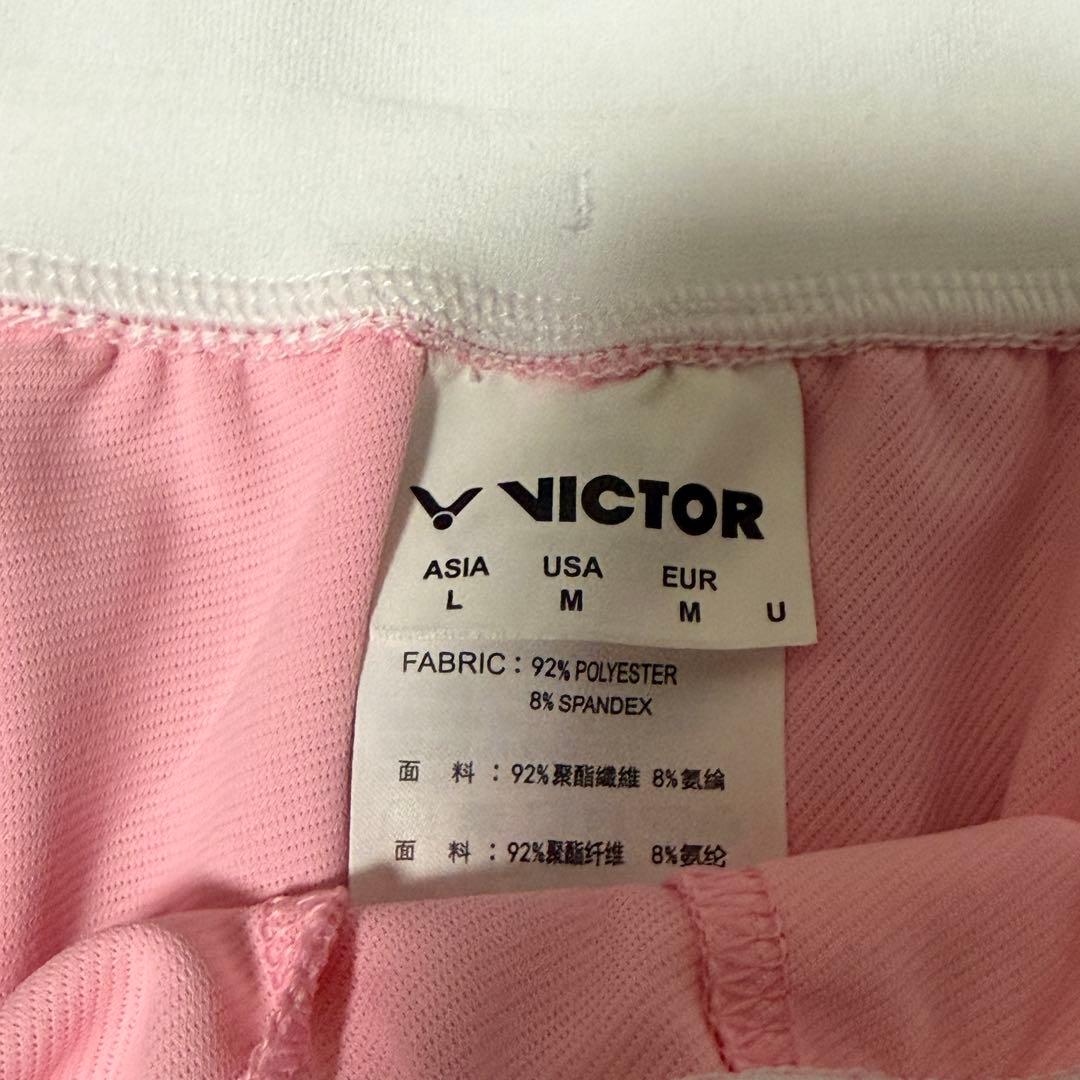 VICTOR
ASIA USA EUR
L M M U
FABRIC : 92% POLYESTER
8% SPANDEX
面 料 : 92%聚酯纖維 8%氨綸
面 料 : 92%聚酯纤维 8%氨纶